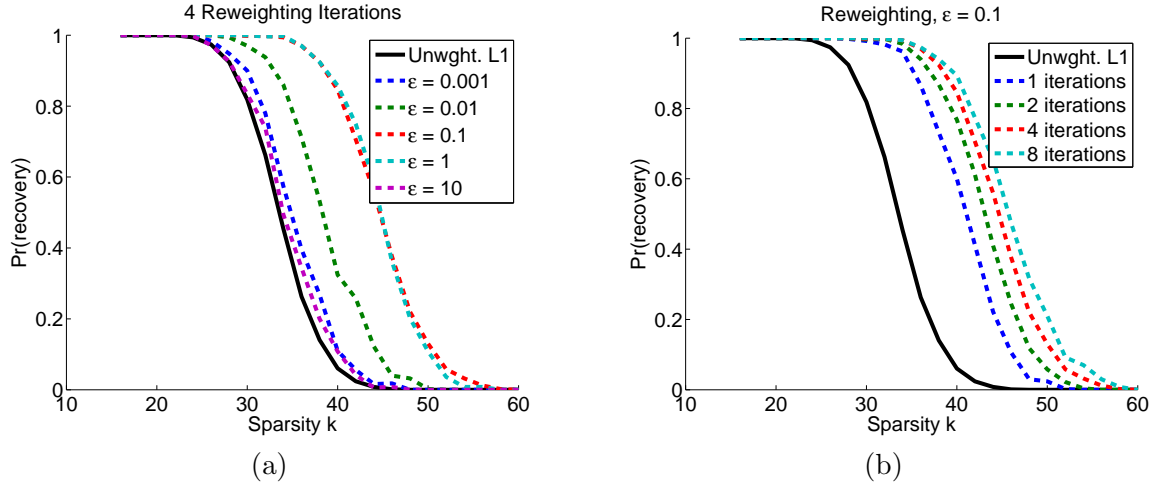 4 Reweighting Iterations
Pr(recovery)
1
0.8
0.6
0.4
0.2
0
10 20 30 40 50 60
Sparsity k
Unwght. L1
ε = 0.001
ε = 0.01
ε = 0.1
ε = 1
ε = 10
(a)
Reweighting, ε = 0.1
Pr(recovery)
1
0.8
0.6
0.4
0.2
0
10 20 30 40 50 60
Sparsity k
Unwght. L1
1 iterations
2 iterations
4 iterations
8 iterations
(b)